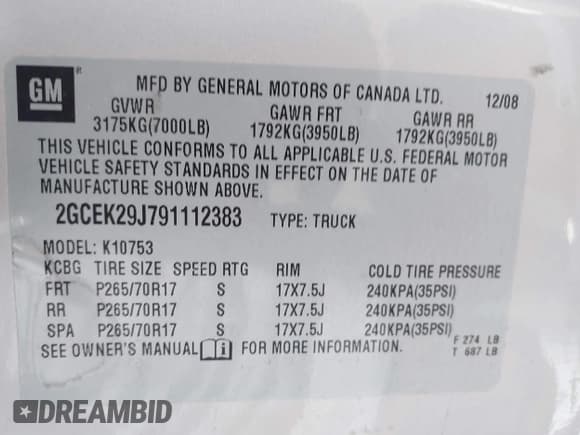 GM
MFD BY GENERAL MOTORS OF CANADA LTD. 12/08
GVWR GAWR FRT GAWR RR
3175KG(7000LB) 1792KG(3950LB) 1792KG(3950LB)
THIS VEHICLE CONFORMS TO ALL APPLICABLE U.S. FEDERAL MOTOR
VEHICLE SAFETY STANDARDS IN EFFECT ON THE DATE OF
MANUFACTURE SHOWN ABOVE.
2GCEK29J791112383 TYPE: TRUCK
MODEL: K10753
KCBG TIRE SIZE SPEED RTG RIM COLD TIRE PRESSURE
FRT P265/70R17 S 17X7.5J 240KPA(35PSI)
RR P265/70R17 S 17X7.5J 240KPA(35PSI)
SPA P265/70R17 S 17X7.5J 240KPA(35PSI)
SEE OWNER'S MANUAL i FOR MORE INFORMATION. F 274 LB
T 687 LB
DREAMBID